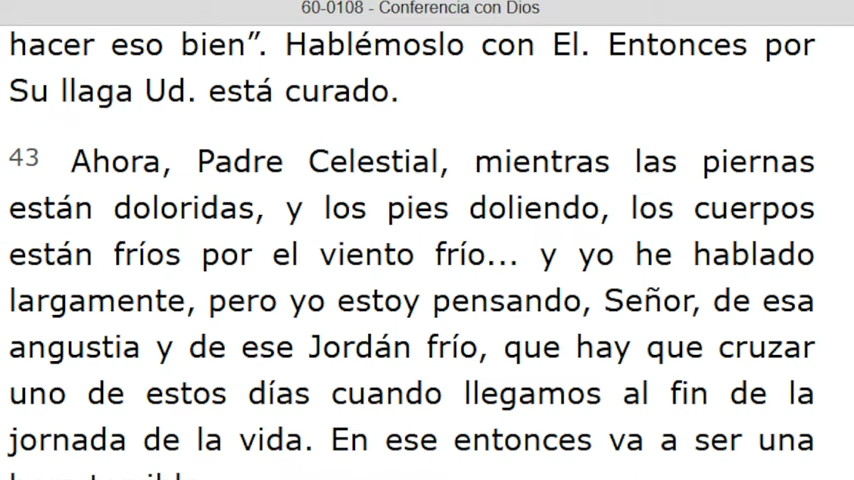 60-0108 - Conferencia con Dios
hacer eso bien”. Hablémoslo con El. Entonces por
Su llaga Ud. está curado.
43 Ahora, Padre Celestial, mientras las piernas
están doloridas, y los pies doliendo, los cuerpos
están fríos por el viento frío... y yo he hablado
largamente, pero yo estoy pensando, Señor, de esa
angustia y de ese Jordán frío, que hay que cruzar
uno de estos días cuando llegamos al fin de la
jornada de la vida. En ese entonces va a ser una